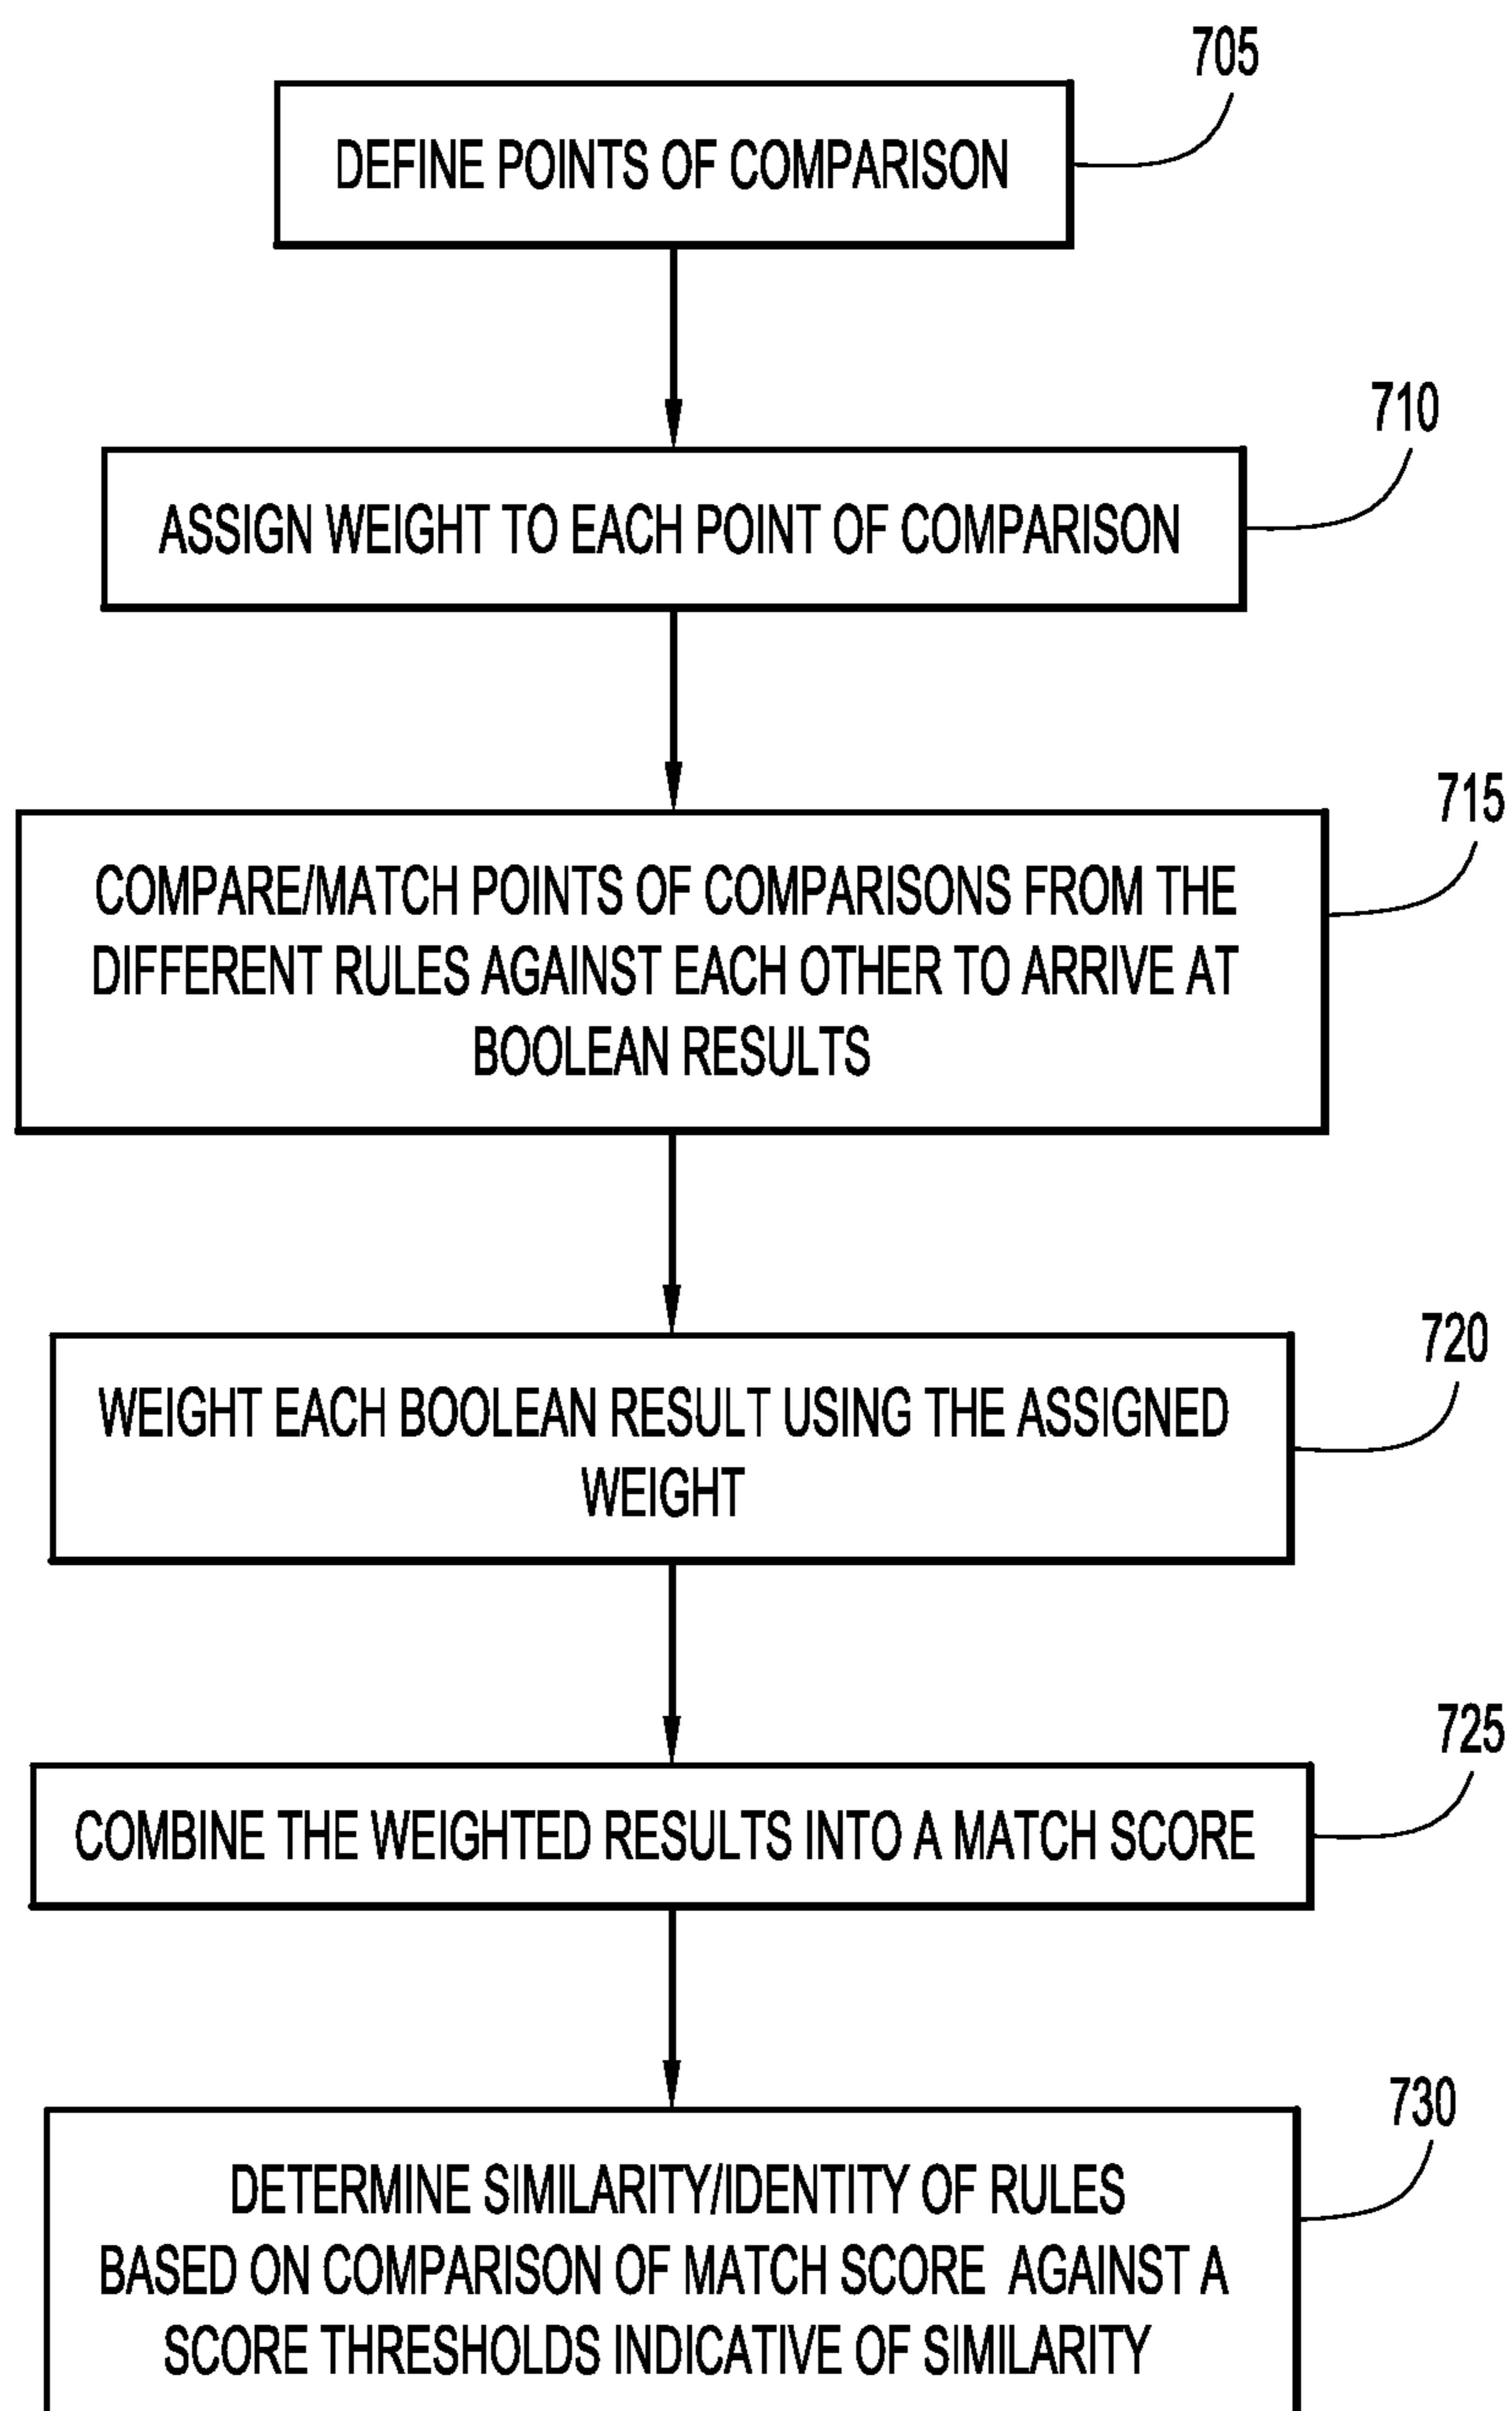 705
DEFINE POINTS OF COMPARISON
710
ASSIGN WEIGHT TO EACH POINT OF COMPARISON
715
COMPARE/MATCH POINTS OF COMPARISONS FROM THE
DIFFERENT RULES AGAINST EACH OTHER TO ARRIVE AT
BOOLEAN RESULTS
720
WEIGHT EACH BOOLEAN RESULT USING THE ASSIGNED
WEIGHT
725
COMBINE THE WEIGHTED RESULTS INTO A MATCH SCORE
730
DETERMINE SIMILARITY/IDENTITY OF RULES
BASED ON COMPARISON OF MATCH SCORE AGAINST A
SCORE THRESHOLDS INDICATIVE OF SIMILARITY